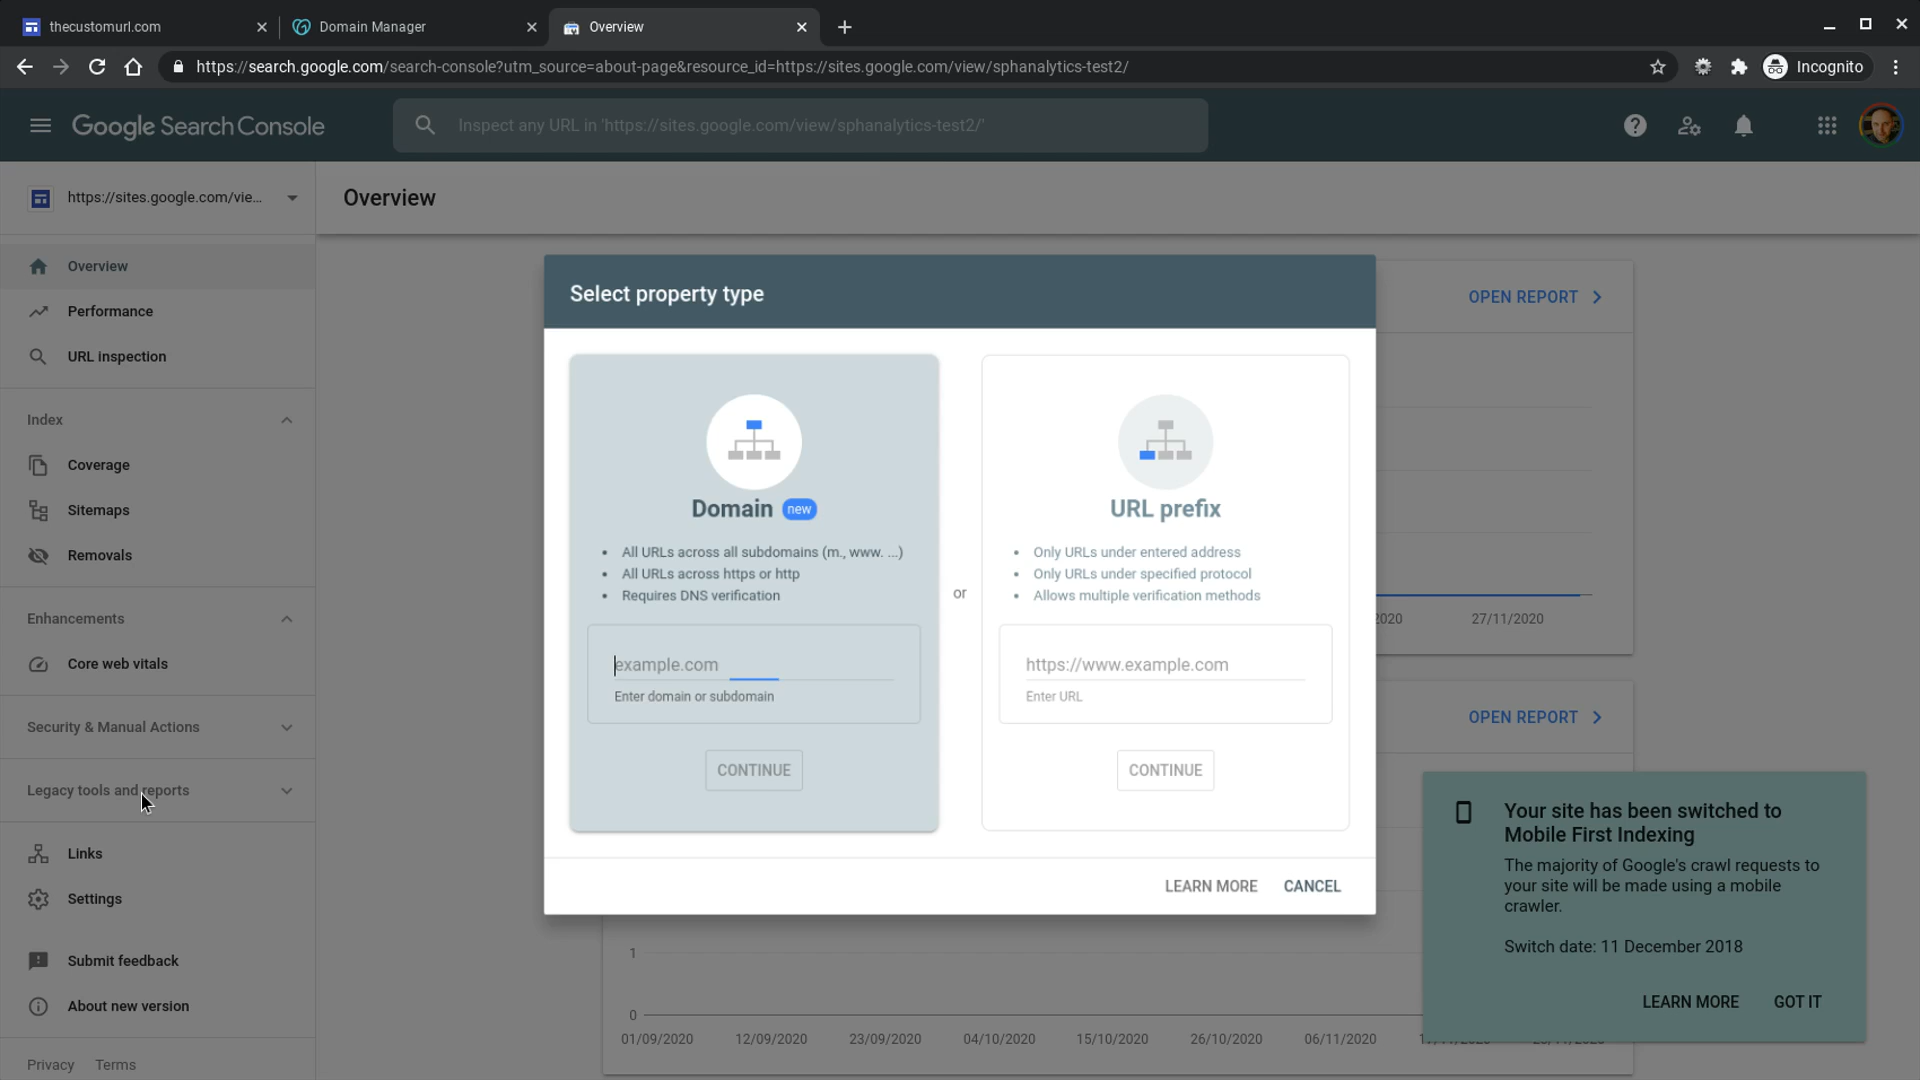 thecustomurl.com
Domain Manager
Overview
https://search.google.com/search-console?utm_source=about-page&resource_id=https://sites.google.com/view/sphanalytics-test2/
Incognito
Google Search Console
Inspect any URL in 'https://sites.google.com/view/sphanalytics-test2/'
https://sites.google.com/vie...
Overview
Overview
Performance
URL inspection
Index
Coverage
Sitemaps
Removals
Enhancements
Core web vitals
Security & Manual Actions
Legacy tools and reports
Links
Settings
Submit feedback
About new version
Privacy Terms
OPEN REPORT
Select property type
Domain new
• All URLs across all subdomains (m., www. ...)
• All URLs across https or http
• Requires DNS verification
example.com
Enter domain or subdomain
CONTINUE
or
URL prefix
• Only URLs under entered address
• Only URLs under specified protocol
• Allows multiple verification methods
https://www.example.com
Enter URL
CONTINUE
LEARN MORE CANCEL
2020 27/11/2020
OPEN REPORT
Your site has been switched to
Mobile First Indexing
The majority of Google's crawl requests to
your site will be made using a mobile
crawler.
Switch date: 11 December 2018
LEARN MORE GOT IT
1
0
01/09/2020 12/09/2020 23/09/2020 04/10/2020 15/10/2020 26/10/2020 06/11/2020